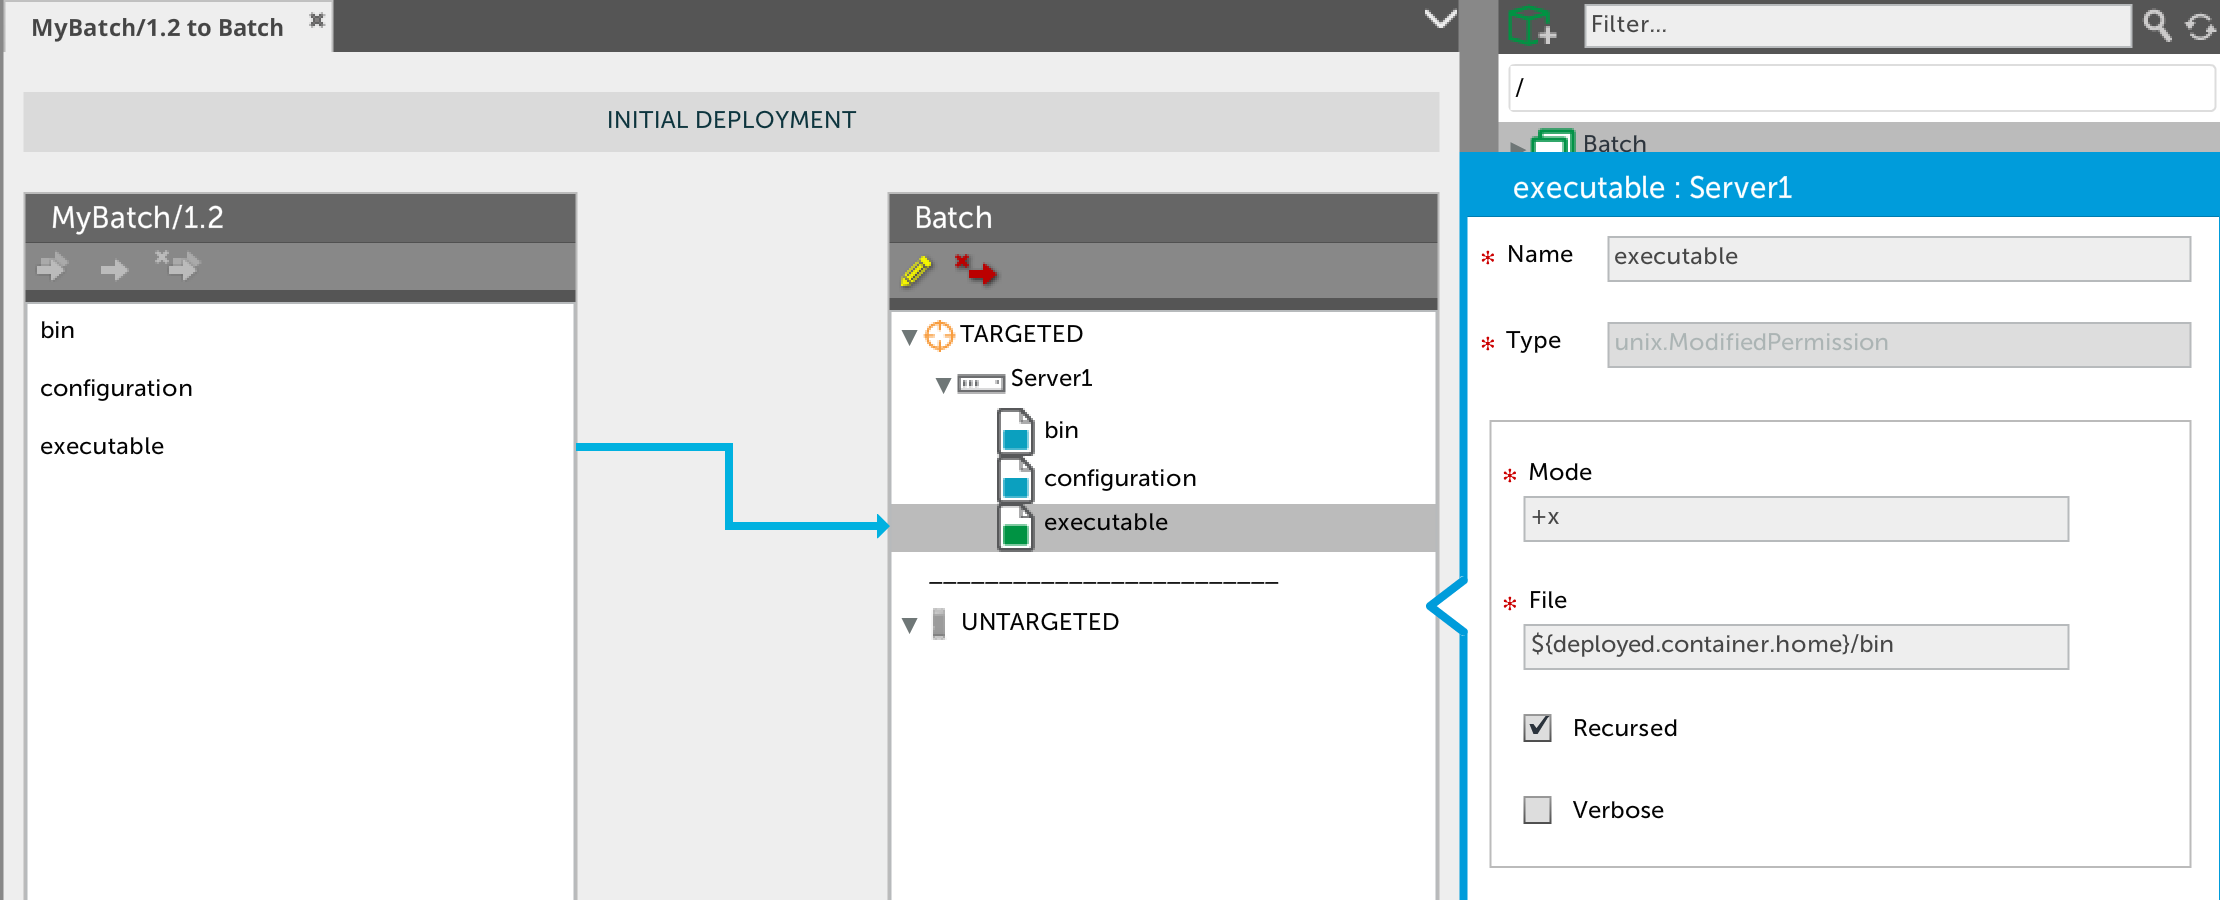 MyBatch/1.2 to Batch
INITIAL DEPLOYMENT
MyBatch/1.2
bin
configuration
executable
Batch
TARGETED
Server1
bin
configuration
executable
UNTARGETED
Filter...
/
Batch
executable : Server1
* Name executable
* Type unix.ModifiedPermission
* Mode
+x
* File
${deployed.container.home}/bin
Recursed
Verbose